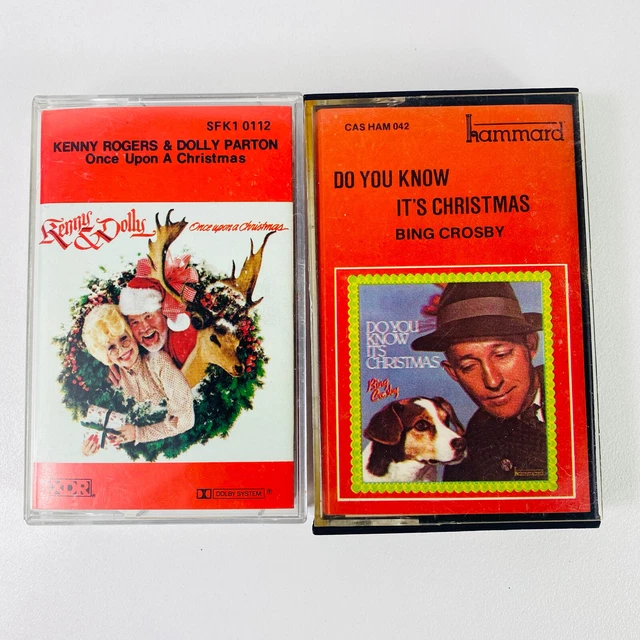 SFK1 0112
KENNY ROGERS & DOLLY PARTON
Once Upon A Christmas
Kenny
& Dolly
Once upon a Christmas
XDR
DOLBY SYSTEM®
CAS HAM 042
hammard
DO YOU KNOW
IT'S CHRISTMAS
BING CROSBY
DO YOU
KNOW
IT'S
CHRISTMAS
Bing
Crosby